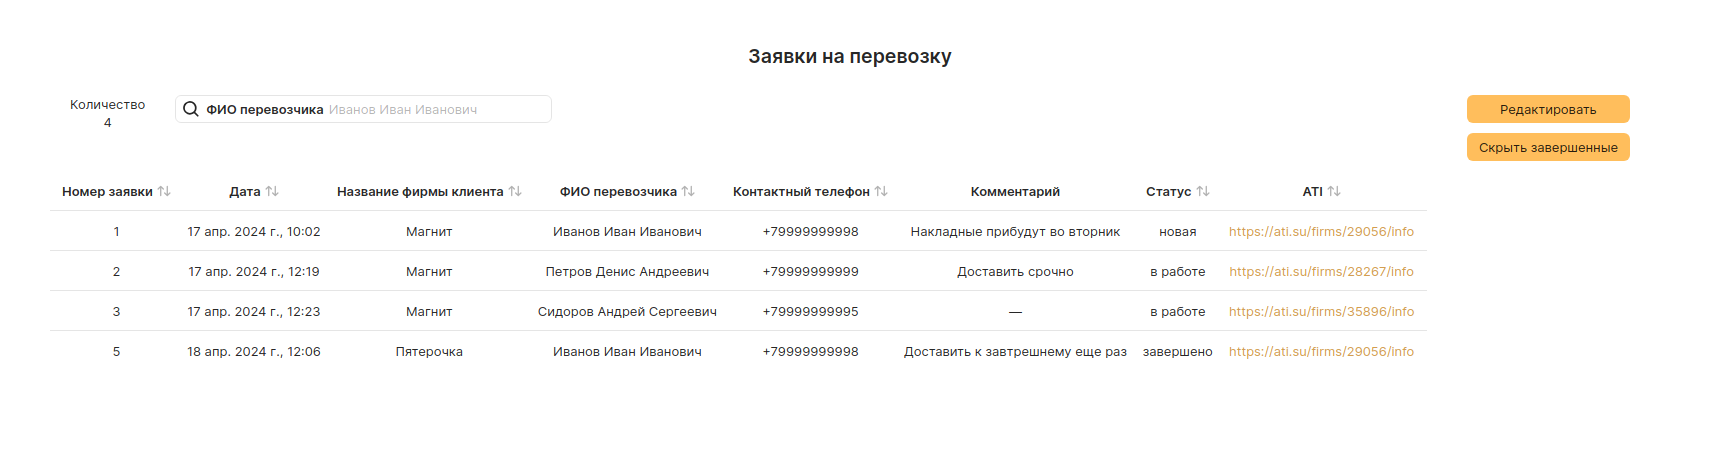 Заявки на перевозку
Количество
4
ФИО перевозчика Иванов Иван Иванович
Редактировать
Скрыть завершенные
Номер заявки Дата Название фирмы клиента ФИО перевозчика Контактный телефон Комментарий Статус ATI
1 17 апр. 2024 г., 10:02 Магнит Иванов Иван Иванович +79999999998 Накладные прибудут во вторник новая https://ati.su/firms/29056/info
2 17 апр. 2024 г., 12:19 Магнит Петров Денис Андреевич +79999999999 Доставить срочно в работе https://ati.su/firms/28267/info
3 17 апр. 2024 г., 12:23 Магнит Сидоров Андрей Сергеевич +79999999995 — в работе https://ati.su/firms/35896/info
5 18 апр. 2024 г., 12:06 Пятерочка Иванов Иван Иванович +79999999998 Доставить к завтрешнему еще раз завершено https://ati.su/firms/29056/info